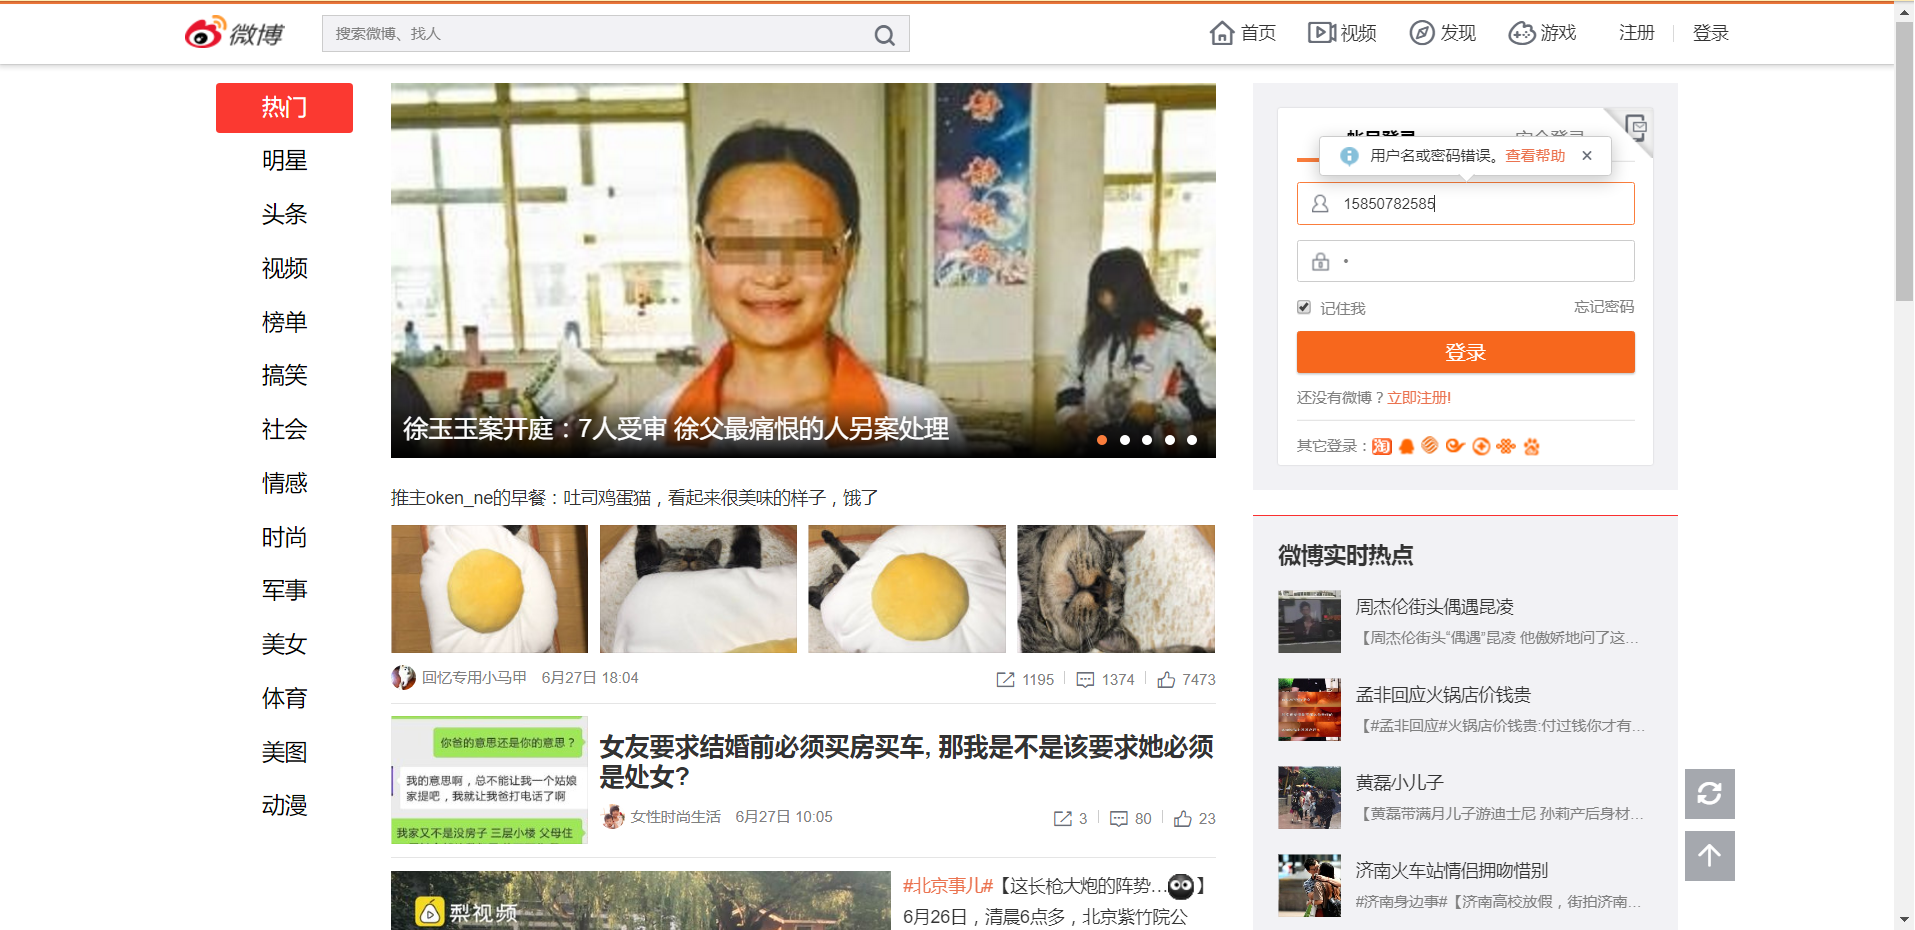 微博
搜索微博、找人
首页
视频
发现
游戏
注册
登录
热门
明星
头条
视频
榜单
搞笑
社会
情感
时尚
军事
美女
体育
美图
动漫
徐玉玉案开庭：7人受审 徐父最痛恨的人另案处理
推主oken_ne的早餐：吐司鸡蛋猫，看起来很美味的样子，饿了
回忆专用小马甲 6月27日 18:04
1195 1374 7473
你爸的意思还是你的意思？
我的意思啊，总不能让我一个姑娘
家提吧，我就让我爸打电话了啊
我家又不是没房子 三层小楼 父母住
女友要求结婚前必须买房买车, 那我是不是该要求她必须
是处女?
女性时尚生活 6月27日 10:05
3 80 23
梨视频
#北京事儿#【这长枪大炮的阵势...】
6月26日，清晨6点多，北京紫竹院公
帐号登录
安全登录
用户名或密码错误。查看帮助
15850782585
记住我
忘记密码
登录
还没有微博？立即注册!
其它登录：
淘
微博实时热点
周杰伦街头偶遇昆凌
【周杰伦街头“偶遇”昆凌 他傲娇地问了这...
孟非回应火锅店价钱贵
【#孟非回应#火锅店价钱贵:付过钱你才有...
黄磊小儿子
【黄磊带满月儿子游迪士尼 孙莉产后身材...
济南火车站情侣拥吻惜别
#济南身边事#【济南高校放假，街拍济南...